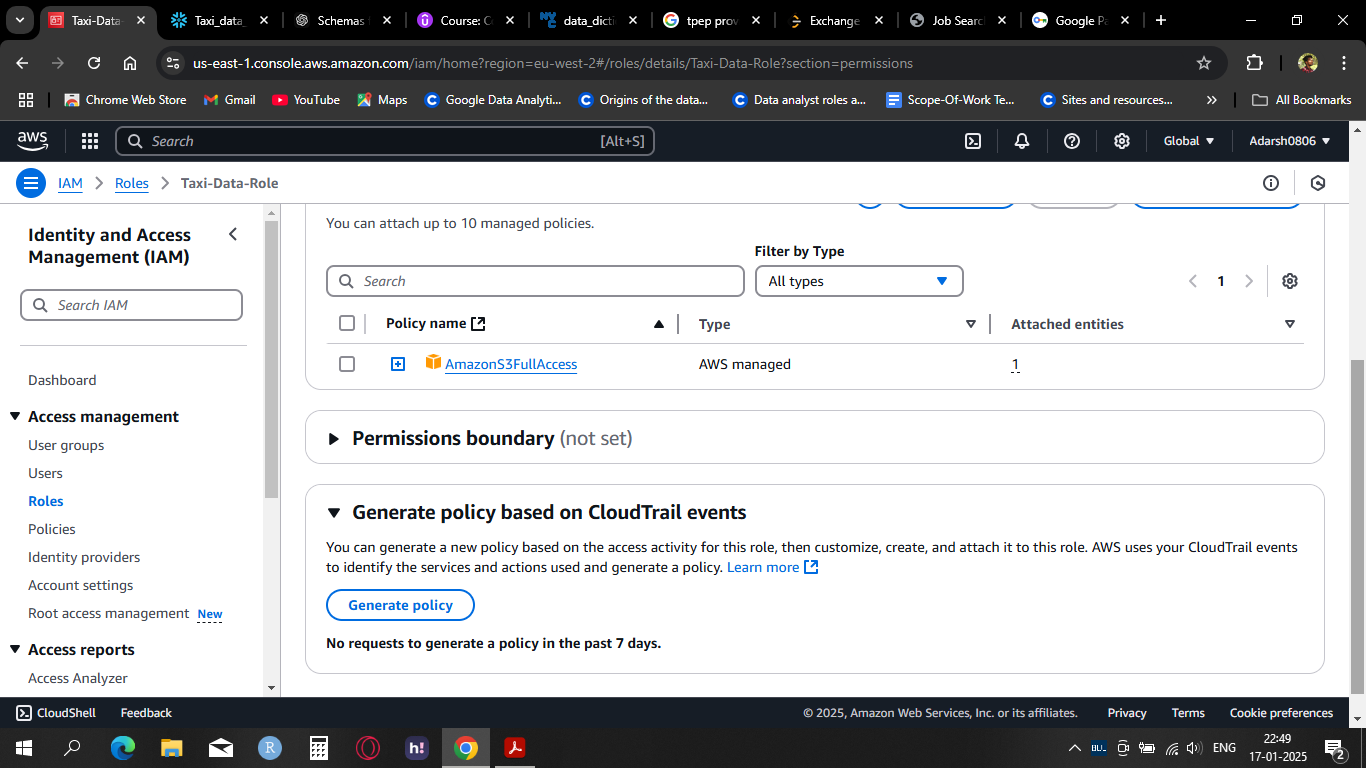 Taxi-Data-
Taxi_data_
Schemas
Course: C
data_dicti
tpep prov
Exchange
Job Searc
Google Pa
us-east-1.console.aws.amazon.com/iam/home?region=eu-west-2#/roles/details/Taxi-Data-Role?section=permissions
Chrome Web Store
Gmail
YouTube
Maps
Google Data Analyti...
Origins of the data...
Data analyst roles a...
Scope-Of-Work Te...
Sites and resources...
»
All Bookmarks
aws
Search
[Alt+S]
Global
Adarsh0806
IAM
Roles
Taxi-Data-Role
Identity and Access
Management (IAM)
Search IAM
Dashboard
Access management
User groups
Users
Roles
Policies
Identity providers
Account settings
Root access management New
Access reports
Access Analyzer
You can attach up to 10 managed policies.
Filter by Type
Search
All types
1
Policy name
Type
Attached entities
AmazonS3FullAccess
AWS managed
1
Permissions boundary (not set)
Generate policy based on CloudTrail events
You can generate a new policy based on the access activity for this role, then customize, create, and attach it to this role. AWS uses your CloudTrail events
to identify the services and actions used and generate a policy. Learn more
Generate policy
No requests to generate a policy in the past 7 days.
CloudShell
Feedback
© 2025, Amazon Web Services, Inc. or its affiliates.
Privacy
Terms
Cookie preferences
R
h!
BU..
ENG
22:49
17-01-2025
2